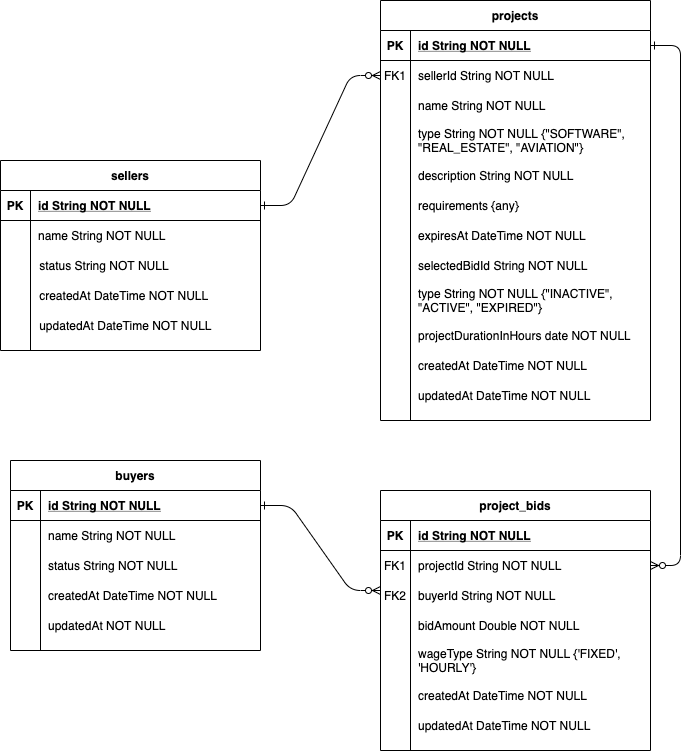 projects
PK id String NOT NULL
FK1 sellerId String NOT NULL
name String NOT NULL
type String NOT NULL {"SOFTWARE",
"REAL_ESTATE", "AVIATION"}
description String NOT NULL
requirements {any}
expiresAt DateTime NOT NULL
selectedBidId String NOT NULL
type String NOT NULL {"INACTIVE",
"ACTIVE", "EXPIRED"}
projectDurationInHours date NOT NULL
createdAt DateTime NOT NULL
updatedAt DateTime NOT NULL
sellers
PK id String NOT NULL
name String NOT NULL
status String NOT NULL
createdAt DateTime NOT NULL
updatedAt DateTime NOT NULL
buyers
PK id String NOT NULL
name String NOT NULL
status String NOT NULL
createdAt DateTime NOT NULL
updatedAt NOT NULL
project_bids
PK id String NOT NULL
FK1 projectId String NOT NULL
FK2 buyerId String NOT NULL
bidAmount Double NOT NULL
wageType String NOT NULL {'FIXED',
'HOURLY'}
createdAt DateTime NOT NULL
updatedAt DateTime NOT NULL